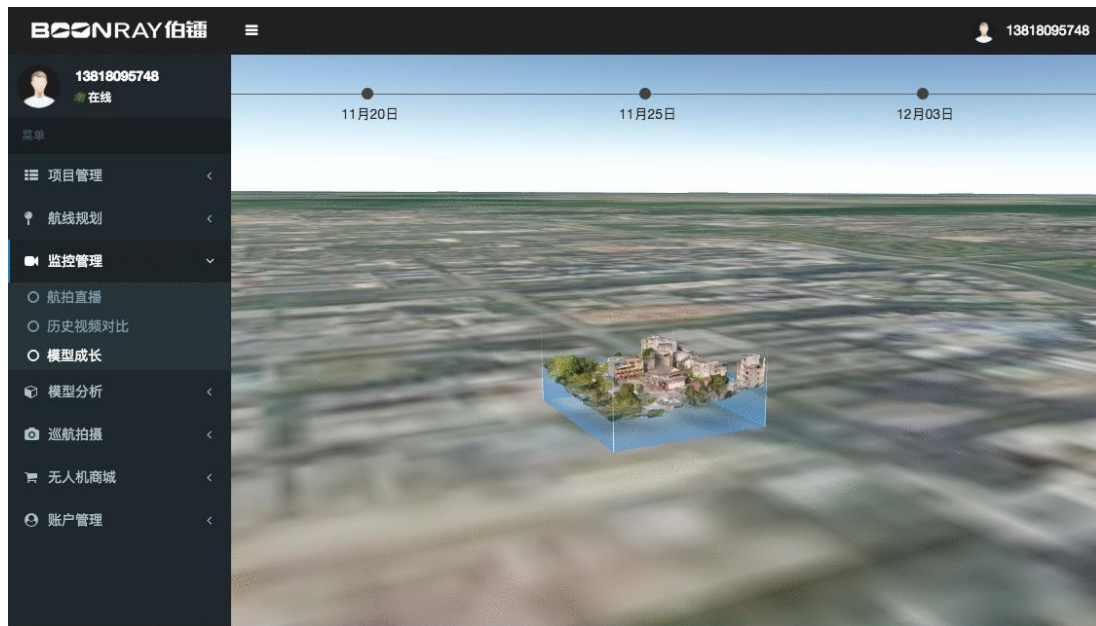 BOONRAY伯镭
13818095748
13818095748
在线
菜单
项目管理
航线规划
监控管理
航拍直播
历史视频对比
模型成长
模型分析
巡航拍摄
无人机商城
账户管理
11月20日
11月25日
12月03日